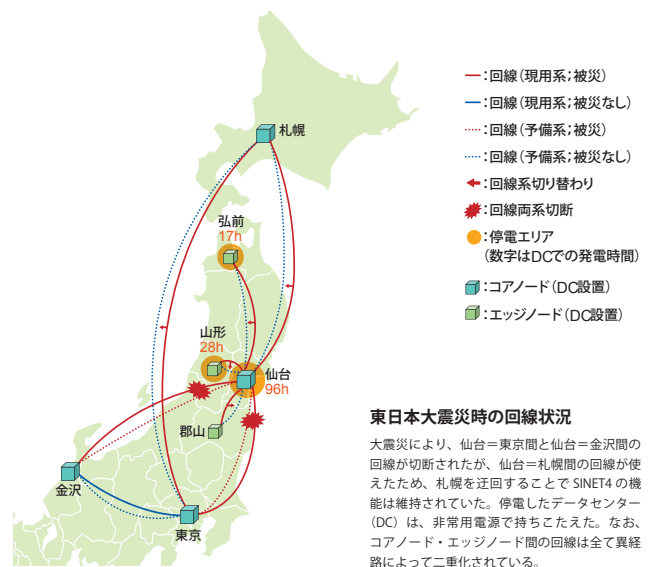 札幌
弘前
17h
山形
28h
仙台
96h
郡山
金沢
東京
:回線(現用系;被災)
:回線(現用系;被災なし)
:回線(予備系;被災)
:回線(予備系;被災なし)
:回線系切り替わり
:回線両系切断
:停電エリア
(数字はDCでの発電時間)
:コアノード(DC設置)
:エッジノード(DC設置)
東日本大震災時の回線状況
大震災により、仙台=東京間と仙台=金沢間の
回線が切断されたが、仙台=札幌間の回線が使
えたため、札幌を迂回することで SINET4 の機
能は維持されていた。停電したデータセンター
(DC)は、非常用電源で持ちこたえた。なお、
コアノード・エッジノード間の回線は全て異経
路によって二重化されている。